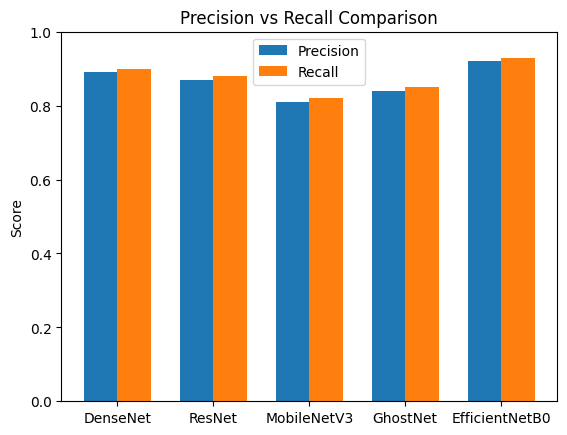 Precision vs Recall Comparison
Precision
Recall
Score
1.0
0.8
0.6
0.4
0.2
0.0
DenseNet
ResNet
MobileNetV3
GhostNet
EfficientNetB0